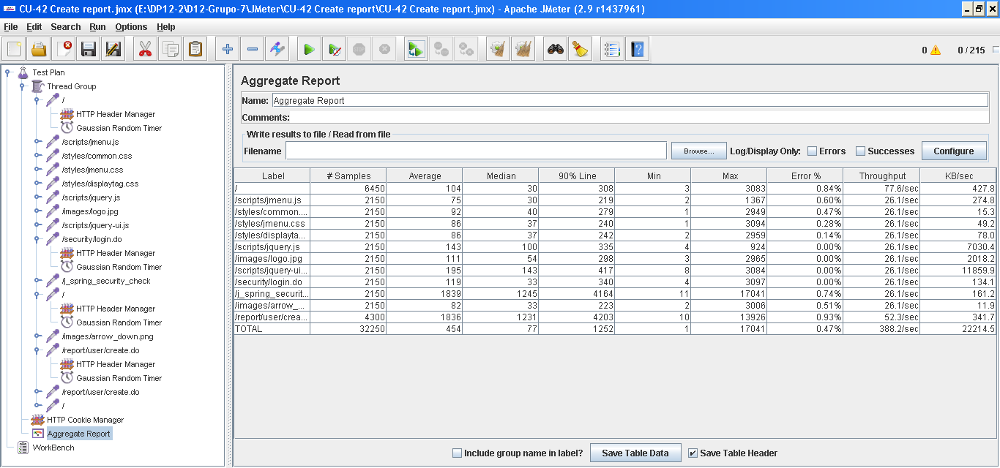 CU-42 Create report.jmx (E:\DP12-2\D12-Grupo-7\JMeter\CU-42 Create report\CU-42 Create report.jmx) - Apache JMeter (2.9 r1437961)
File Edit Search Run Options Help
0 0 / 215
Test Plan
Thread Group
/
HTTP Header Manager
Gaussian Random Timer
/scripts/jmenu.js
/styles/common.css
/styles/jmenu.css
/styles/displaytag.css
/scripts/jquery.js
/images/logo.jpg
/scripts/jquery-ui.js
/security/login.do
HTTP Header Manager
Gaussian Random Timer
/j_spring_security_check
/
HTTP Header Manager
Gaussian Random Timer
/images/arrow_down.png
/report/user/create.do
HTTP Header Manager
Gaussian Random Timer
/report/user/create.do
/
HTTP Cookie Manager
Aggregate Report
WorkBench
Aggregate Report
Name: Aggregate Report
Comments:
Write results to file / Read from file
Filename Browse... Log/Display Only: Errors Successes Configure
Label # Samples Average Median 90% Line Min Max Error % Throughput KB/sec
/ 6450 104 30 308 3 3083 0.84% 77.6/sec 427.8
/scripts/jmenu.js 2150 75 30 219 2 1367 0.60% 26.1/sec 274.8
/styles/common.... 2150 92 40 279 1 2949 0.47% 26.1/sec 15.3
/styles/jmenu.css 2150 86 37 240 1 3094 0.28% 26.1/sec 49.2
/styles/displayta... 2150 86 37 242 2 2959 0.14% 26.1/sec 78.0
/scripts/jquery.js 2150 143 100 335 4 924 0.00% 26.1/sec 7030.4
/images/logo.jpg 2150 111 54 298 3 2965 0.00% 26.1/sec 2018.2
/scripts/jquery-ui... 2150 195 143 417 8 3084 0.00% 26.1/sec 11859.9
/security/login.do 2150 119 33 340 4 3097 0.00% 26.1/sec 134.1
/j_spring_securit... 2150 1839 1245 4164 11 17041 0.74% 26.1/sec 161.2
/images/arrow_... 2150 82 33 223 2 3006 0.51% 26.1/sec 11.9
/report/user/crea... 4300 1836 1231 4203 10 13926 0.93% 52.3/sec 341.7
TOTAL 32250 454 77 1252 1 17041 0.47% 388.2/sec 22214.5
Include group name in label? Save Table Data Save Table Header